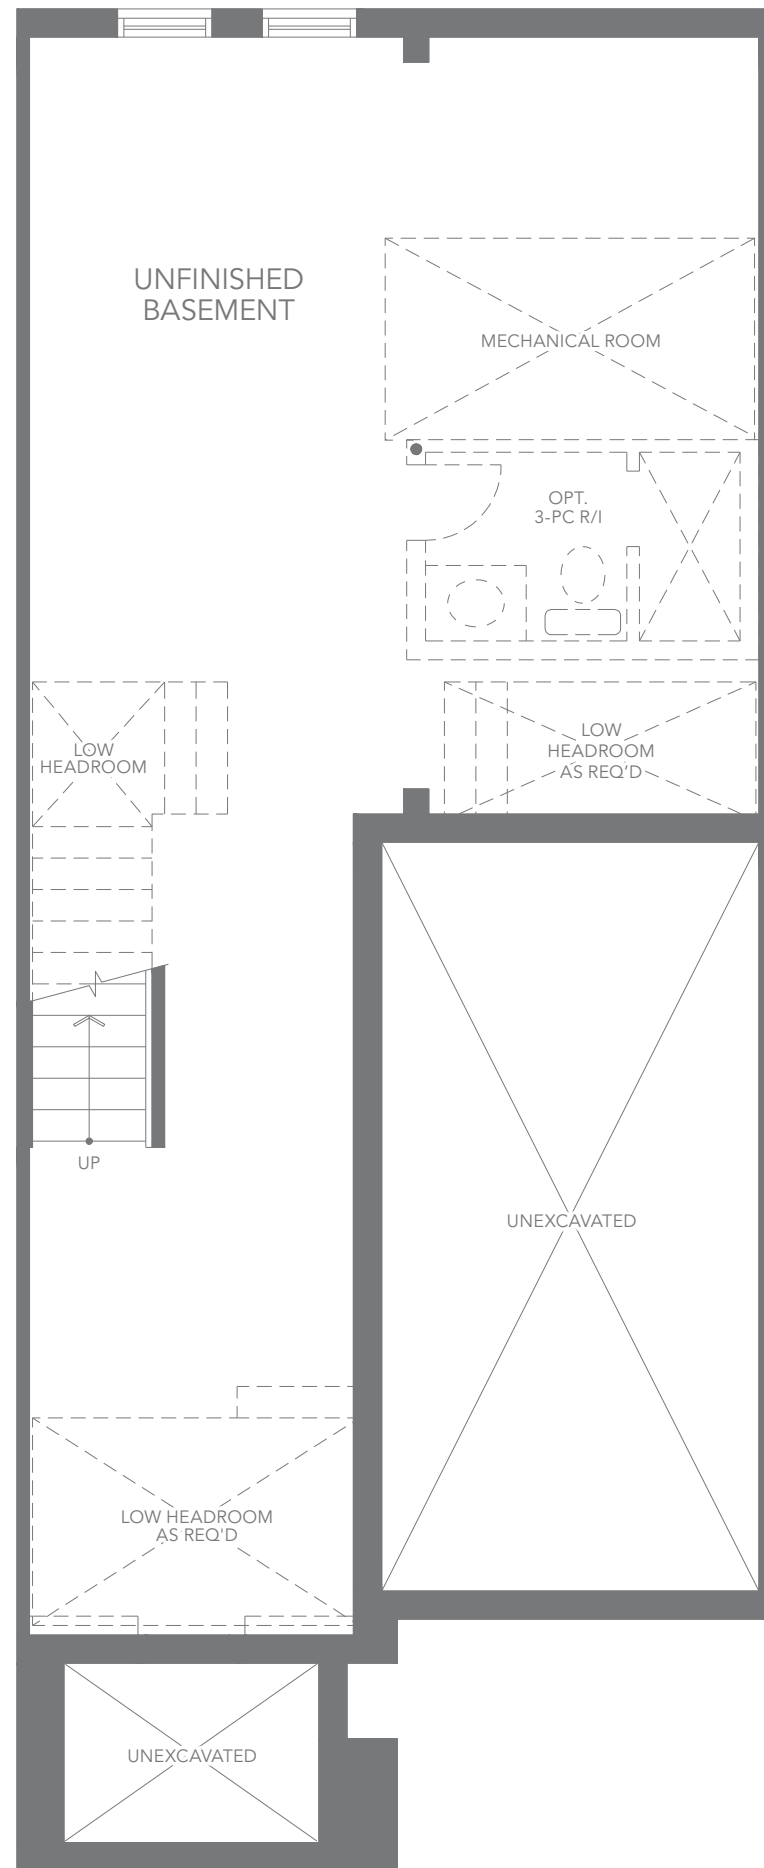 UNFINISHED
BASEMENT
MECHANICAL ROOM
OPT.
3-PC R/I
LOW
HEADROOM
LOW
HEADROOM
AS REQ'D
UP
UNEXCAVATED
LOW HEADROOM
AS REQ'D
UNEXCAVATED